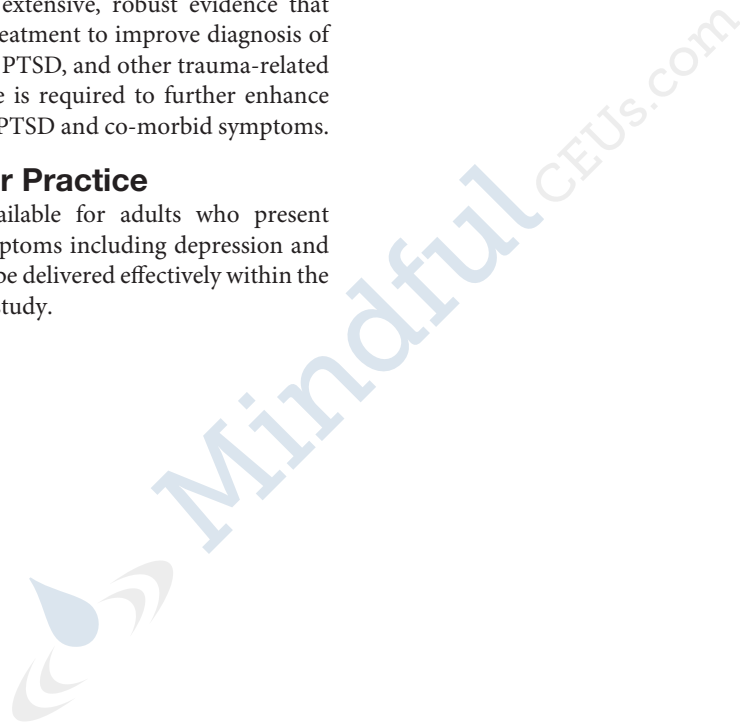 extensive, robust evidence that
reatment to improve diagnosis of
PTSD, and other trauma-related
e is required to further enhance
PTSD and co-morbid symptoms.
r Practice
ailable for adults who present
ptoms including depression and
be delivered effectively within the
study.
Mindful CEUs.com